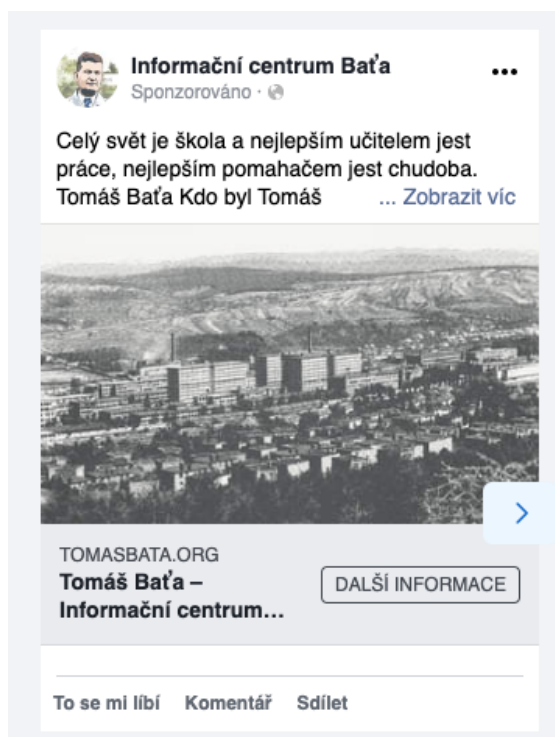 Informační centrum Baťa
Sponzorováno ·
Celý svět je škola a nejlepším učitelem jest
práce, nejlepším pomahačem jest chudoba.
Tomáš Baťa Kdo byl Tomáš ... Zobrazit víc
TOMASBATA.ORG
Tomáš Baťa –
Informační centrum...
DALŠÍ INFORMACE
To se mi líbí Komentář Sdílet